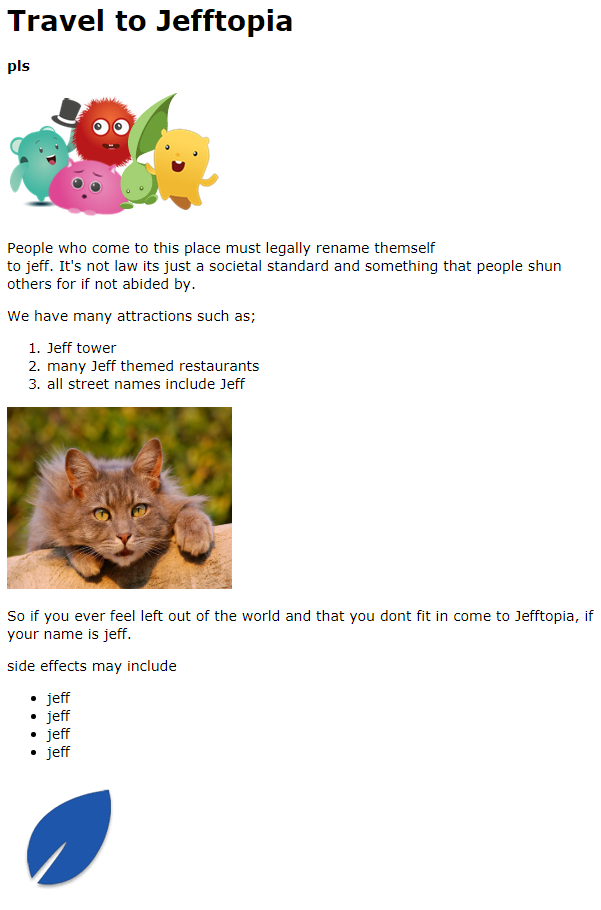 Travel to Jefftopia
pls
People who come to this place must legally rename themself
to jeff. It's not law its just a societal standard and something that people shun
others for if not abided by.
We have many attractions such as;
1. Jeff tower
2. many Jeff themed restaurants
3. all street names include Jeff
So if you ever feel left out of the world and that you dont fit in come to Jefftopia, if
your name is jeff.
side effects may include
• jeff
• jeff
• jeff
• jeff